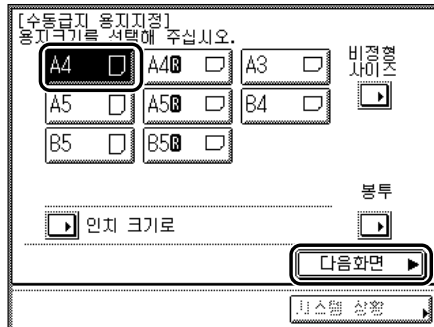 [수동급지 용지지정]
용지크기를 선택해 주십시오.
A4 A4R A3 비정형 사이즈
A5 A5R B4
B5 B5R
봉투
인치 크기로
다음화면
시스템 상황